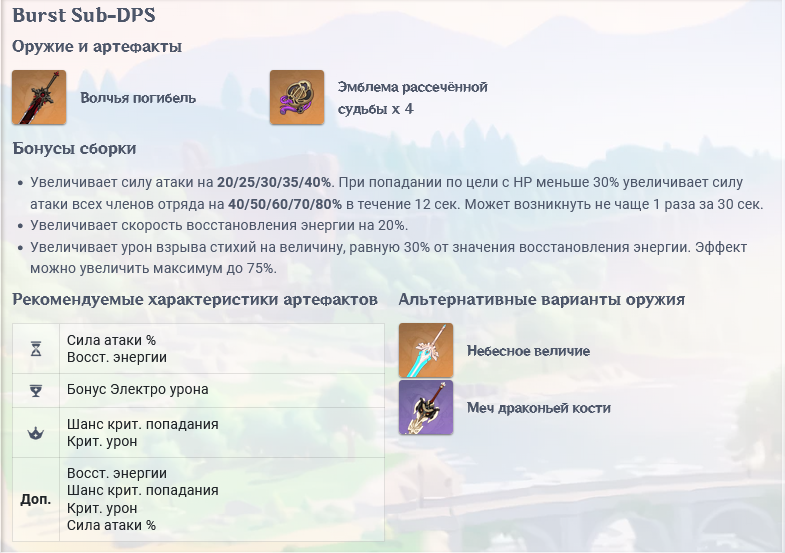 Burst Sub-DPS
Оружие и артефакты
Волчья погибель
Эмблема рассечённой
судьбы x 4
Бонусы сборки
• Увеличивает силу атаки на 20/25/30/35/40%. При попадании по цели с HP меньше 30% увеличивает силу
атаки всех членов отряда на 40/50/60/70/80% в течение 12 сек. Может возникнуть не чаще 1 раза за 30 сек.
• Увеличивает скорость восстановления энергии на 20%.
• Увеличивает урон взрыва стихий на величину, равную 30% от значения восстановления энергии. Эффект
можно увеличить максимум до 75%.
Рекомендуемые характеристики артефактов
Сила атаки %
Восст. энергии
Бонус Электро урона
Шанс крит. попадания
Крит. урон
Доп.
Восст. энергии
Шанс крит. попадания
Крит. урон
Сила атаки %
Альтернативные варианты оружия
Небесное величие
Меч драконьей кости